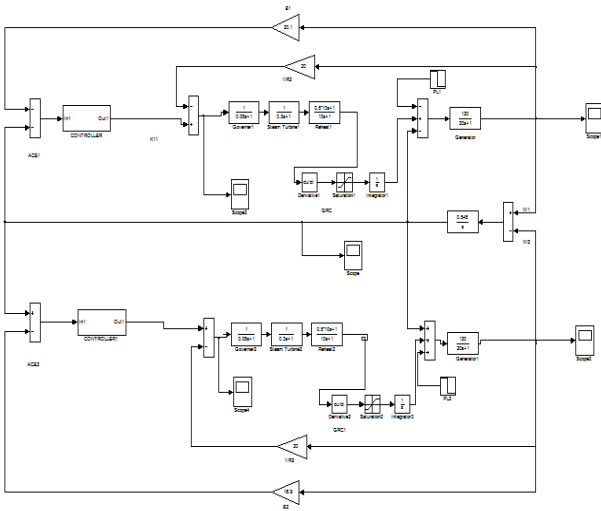 B1
20.1
1/R2
20
PL1
In1 Out1
CONTROLLER
ACE1
K11
1
0.08s+1
Governer1
1
0.3s+1
Steam Turbine1
0.5*10s+1
10s+1
Reheat1
120
20s+1
Generator
Scope1
du/dt
Derivative1
Saturation1
1
s
Integrator1
GRC
Scope3
W1
0.545
s
W2
Scope
In1 Out1
CONTROLLER1
ACE2
1
0.08s+1
Governer2
1
0.3s+1
Steam Turbine2
0.5*10s+1
10s+1
Reheat2
120
20s+1
Generator1
Scope2
Scope4
du/dt
Derivative2
Saturation2
1
s
Integrator2
PL2
GRC1
20
1/R2
16.9
B2